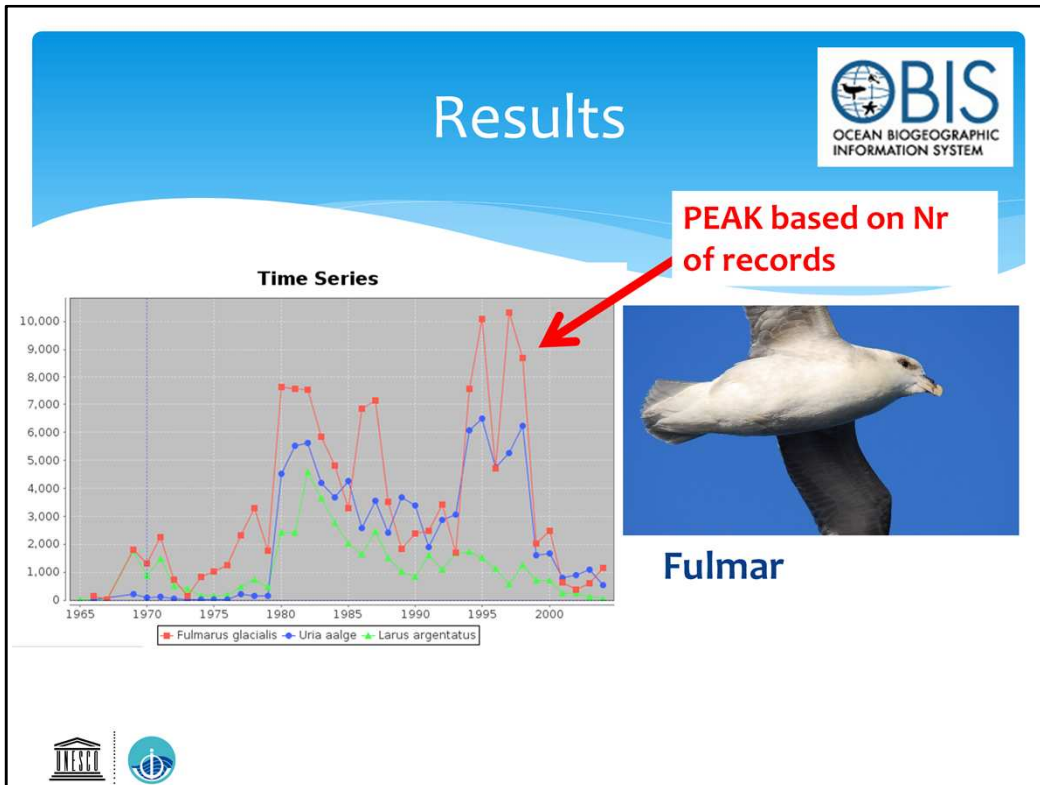 Results
OBIS
OCEAN BIOGEOGRAPHIC
INFORMATION SYSTEM
PEAK based on Nr
of records
Time Series
10,000
9,000
8,000
7,000
6,000
5,000
4,000
3,000
2,000
1,000
0
1965 1970 1975 1980 1985 1990 1995 2000
Fulmarus glacialis Uria aalge Larus argentatus
Fulmar
UNESCO